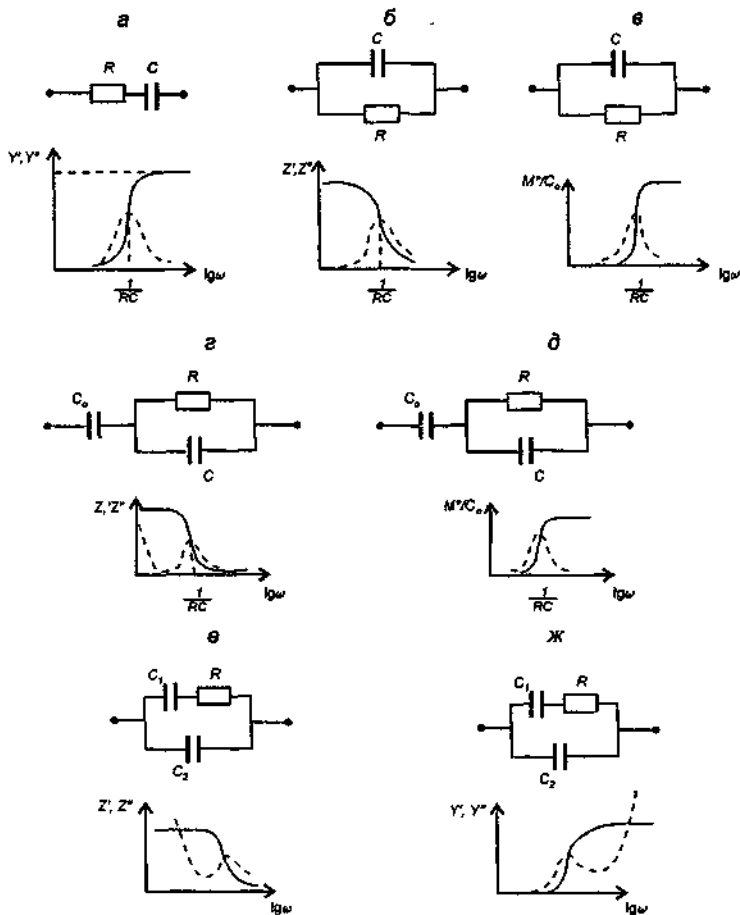 а
б
в
R C
C
R
C
R
Y', Y"
lgω
1/RC
Z', Z"
lgω
1/RC
M"/C₀
lgω
1/RC
г
д
C₀
R
C
C₀
R
C
Z, 'Z"
lgω
1/RC
M"/C₀
lgω
1/RC
е
ж
C₁ R
C₂
C₁ R
C₂
Z', Z"
lgω
Y', Y"
lgω